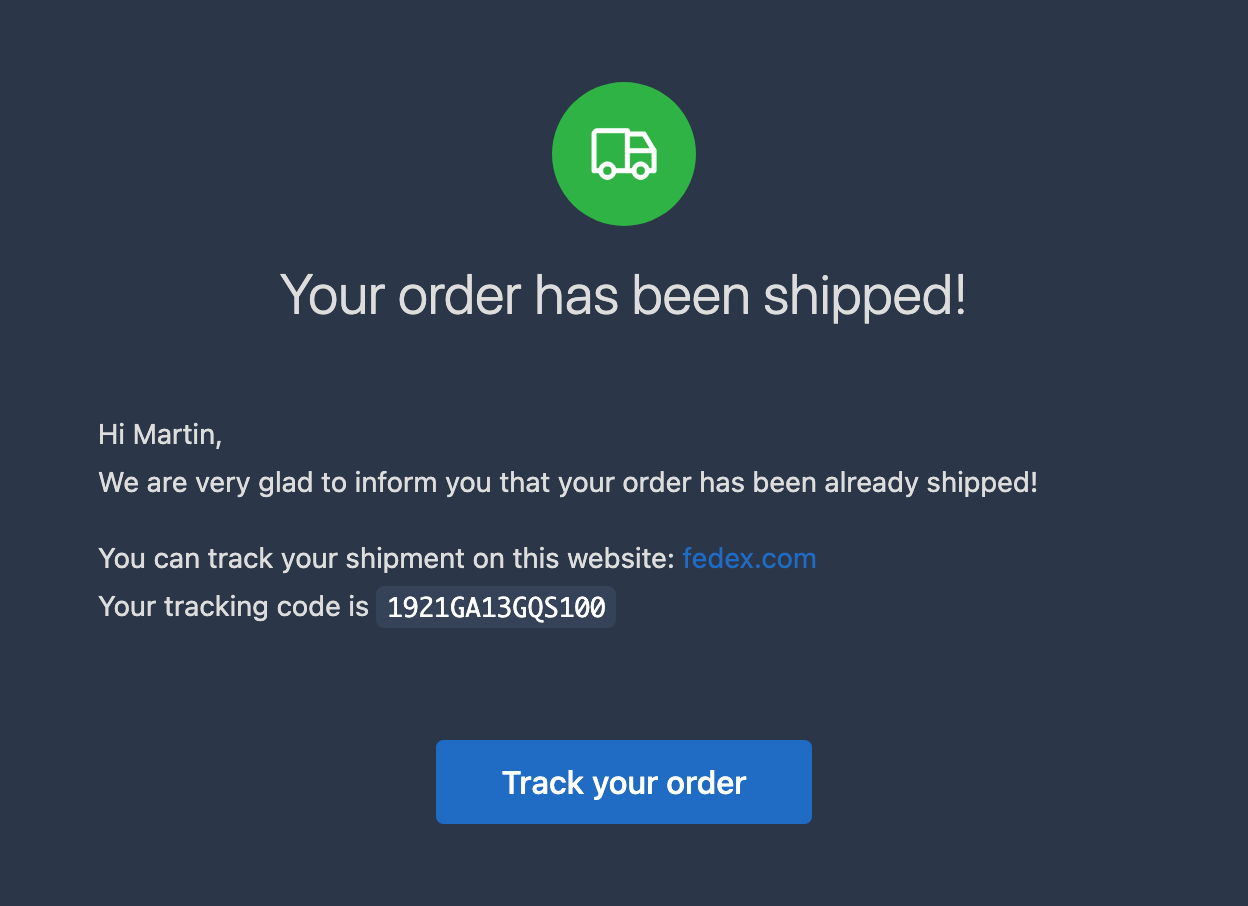 Your order has been shipped!
Hi Martin,
We are very glad to inform you that your order has been already shipped!
You can track your shipment on this website: fedex.com
Your tracking code is 1921GA13GQS100
Track your order